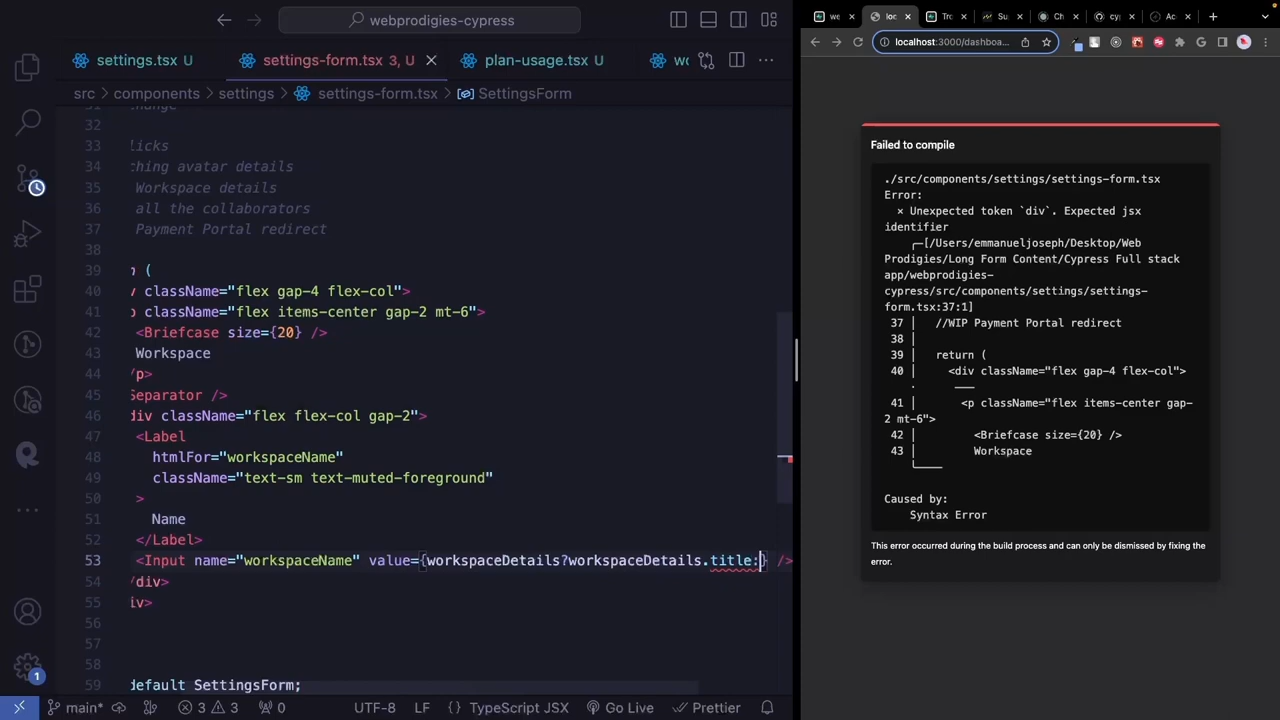 webprodigies-cypress
settings.tsx U
settings-form.tsx 3, U
plan-usage.tsx U
src
components
settings
settings-form.tsx
SettingsForm
32
33 licks
34 ching avatar details
35 Workspace details
36 all the collaborators
37 Payment Portal redirect
38
39 n (
40 v className="flex gap-4 flex-col">
41 p className="flex items-center gap-2 mt-6">
42 <Briefcase size={20} />
43 Workspace
44 /p>
45 Separator />
46 div className="flex flex-col gap-2">
47 <Label
48 htmlFor="workspaceName"
49 className="text-sm text-muted-foreground"
50 >
51 Name
52 </Label>
53 <Input name="workspaceName" value={workspaceDetails?workspaceDetails.title:} />
54 /div>
55 iv>
56
57
58
59 default SettingsForm;
1
main*
3
3
0
UTF-8
LF
{ } TypeScript JSX
Go Live
Prettier
we
loc
Tro
Su
Ch
cyp
Ac
localhost:3000/dashboa...
Failed to compile
./src/components/settings/settings-form.tsx
Error:
× Unexpected token `div`. Expected jsx
identifier
╭─[/Users/emmanueljoseph/Desktop/Web
Prodigies/Long Form Content/Cypress Full stack
app/webprodigies-
cypress/src/components/settings/settings-
form.tsx:37:1]
37 │ //WIP Payment Portal redirect
38 │
39 │ return (
40 │ <div className="flex gap-4 flex-col">
· ───
41 │ <p className="flex items-center gap-
2 mt-6">
42 │ <Briefcase size={20} />
43 │ Workspace
╰────
Caused by:
Syntax Error
This error occurred during the build process and can only be dismissed by fixing the
error.